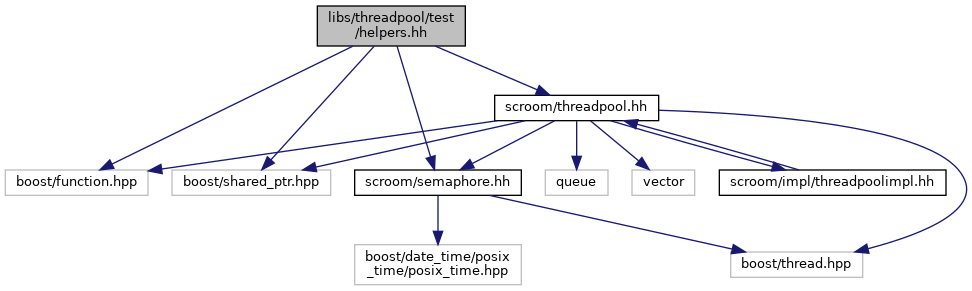 libs/threadpool/test
/helpers.hh
scroom/threadpool.hh
boost/function.hpp
boost/shared_ptr.hpp
scroom/semaphore.hh
queue
vector
scroom/impl/threadpoolimpl.hh
boost/date_time/posix
_time/posix_time.hpp
boost/thread.hpp